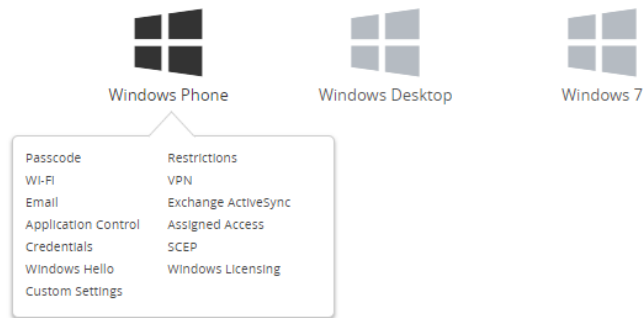 Windows Phone
Windows Desktop
Windows 7
Passcode Restrictions
Wi-Fi VPN
Email Exchange ActiveSync
Application Control Assigned Access
Credentials SCEP
Windows Hello Windows Licensing
Custom Settings